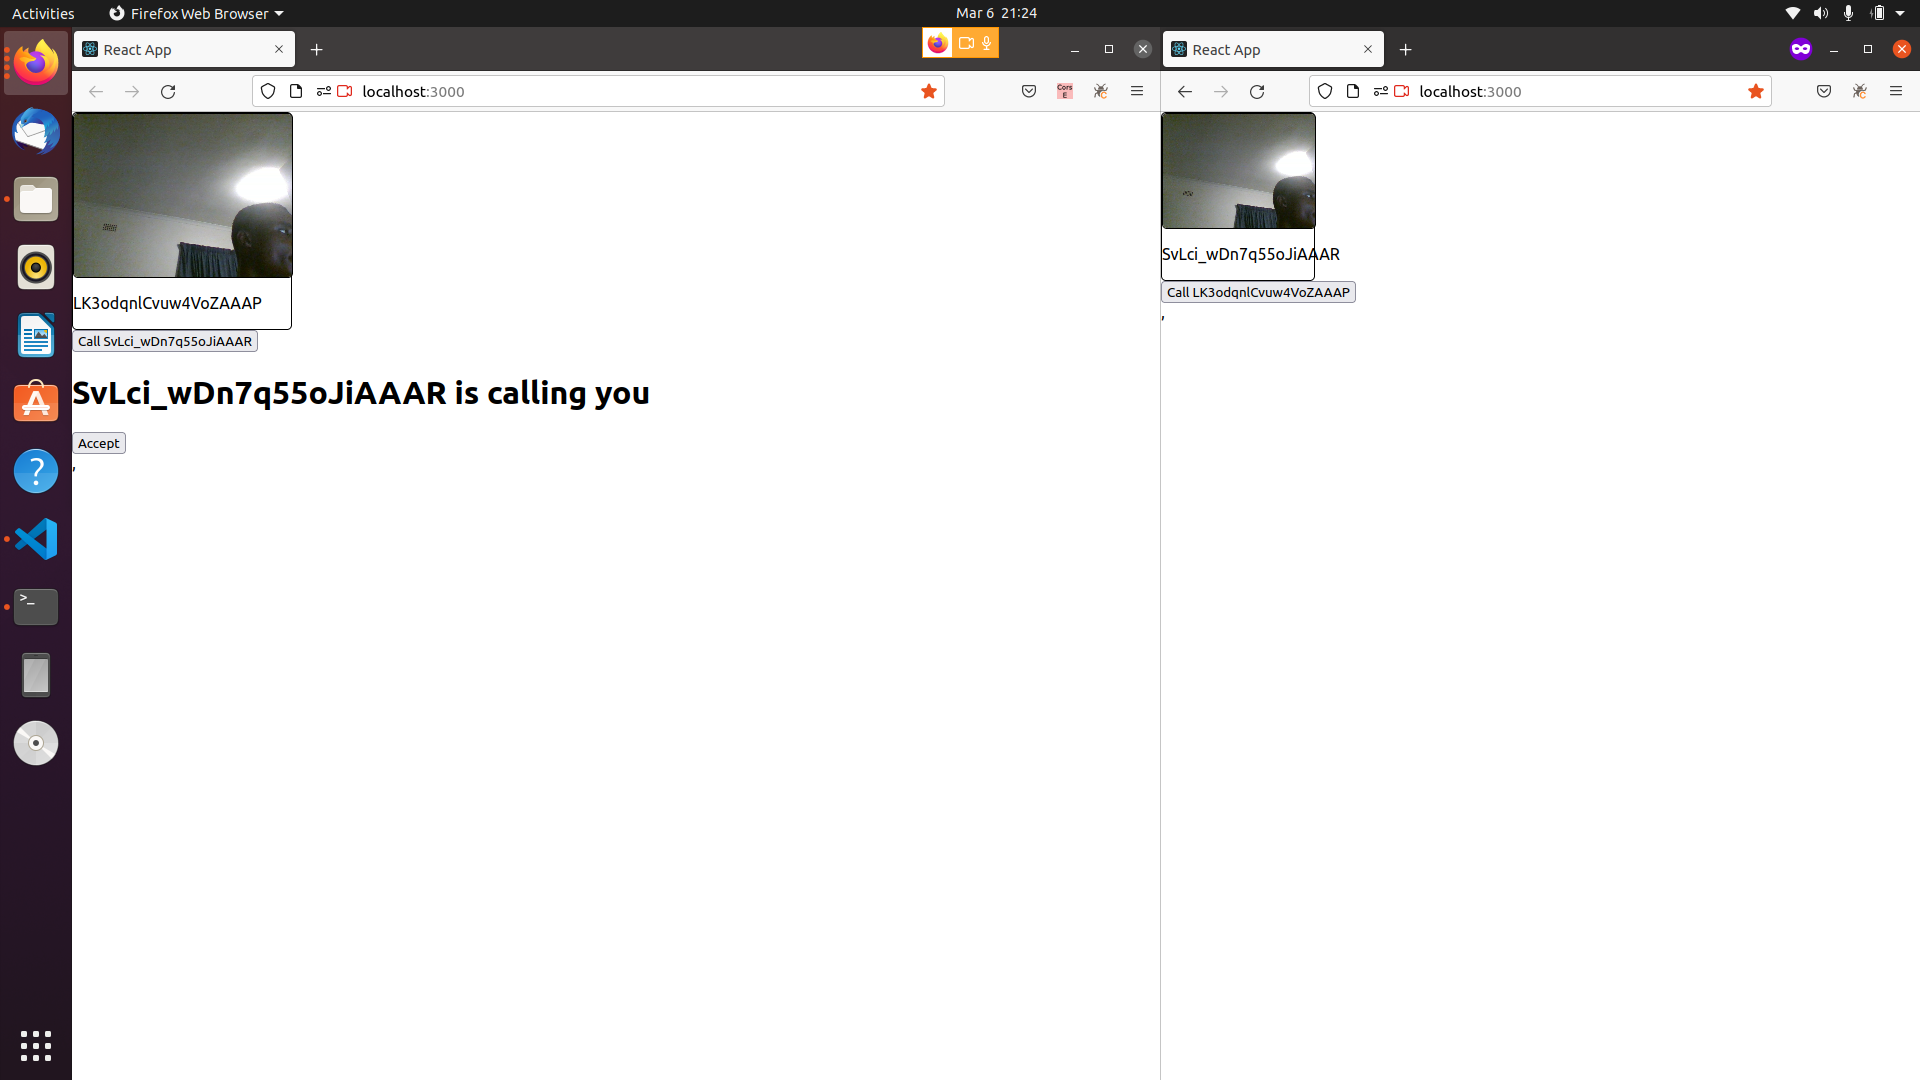 Activities
Firefox Web Browser
Mar 6 21:24
React App
localhost:3000
Cors
E
LK3odqnlCvuw4VoZAAAP
Call SvLci_wDn7q55oJiAAAR
SvLci_wDn7q55oJiAAAR is calling you
Accept
,
React App
localhost:3000
SvLci_wDn7q55oJiAAAR
Call LK3odqnlCvuw4VoZAAAP
,